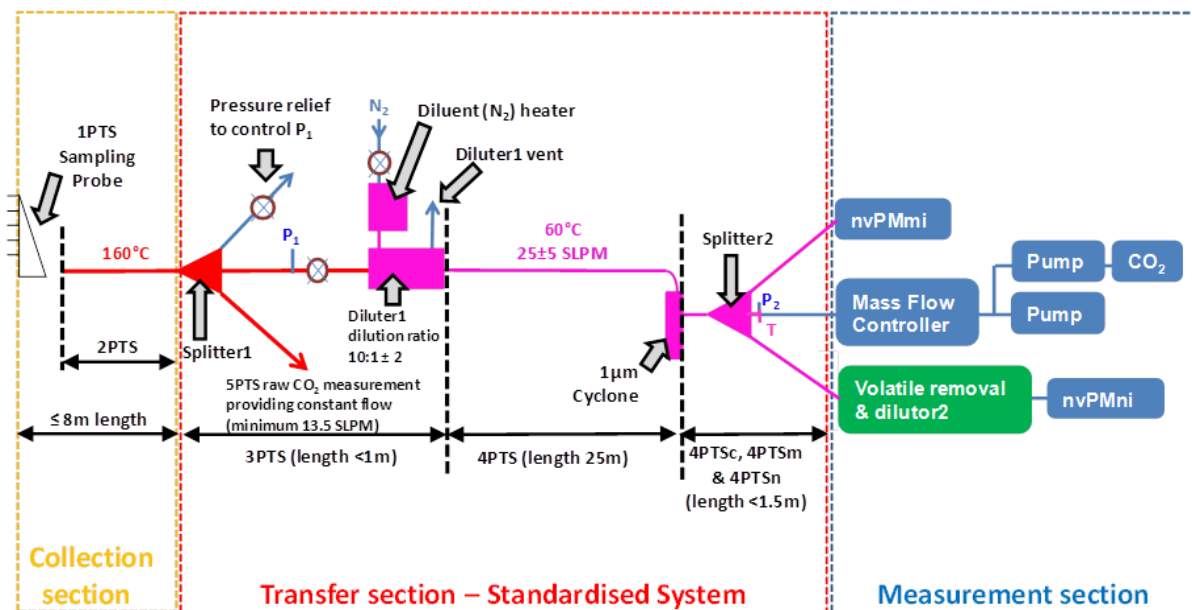 1PTS
Sampling
Probe
Pressure relief
to control P₁
N₂
Diluent (N₂) heater
Diluter1 vent
160°C
P₁
60°C
25±5 SLPM
Splitter2
P₂
T
nvPMmi
Mass Flow
Controller
Pump
CO₂
Pump
Volatile removal
& dilutor2
nvPMni
2PTS
Splitter1
Diluter1
dilution ratio
10:1± 2
1µm
Cyclone
5PTS raw CO₂ measurement
providing constant flow
(minimum 13.5 SLPM)
≤ 8m length
3PTS (length <1m)
4PTS (length 25m)
4PTSc, 4PTSm
& 4PTSn
(length <1.5m)
Collection
section
Transfer section – Standardised System
Measurement section